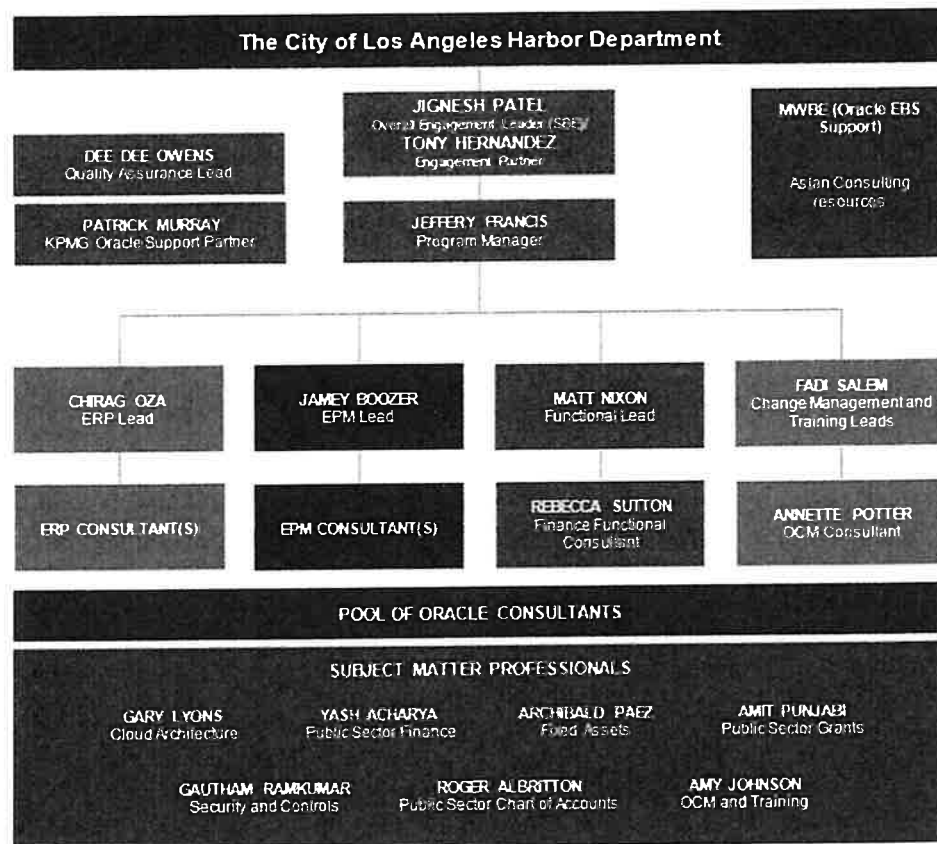 The City of Los Angeles Harbor Department
JIGNESH PATEL
Overall Engagement Leader (SBE)/
TONY HERNANDEZ
Engagement Partner
MWBE (Oracle EBS
Support)
Asian Consulting
resources
DEE DEE OWENS
Quality Assurance Lead
PATRICK MURRAY
KPMG Oracle Support Partner
JEFFERY FRANCIS
Program Manager
CHIRAG OZA
ERP Lead
JAMEY BOOZER
EPM Lead
MATT NIXON
Functional Lead
FADI SALEM
Change Management and
Training Leads
ERP CONSULTANT(S)
EPM CONSULTANT(S)
REBECCA SUTTON
Finance Functional
Consultant
ANNETTE POTTER
OCM Consultant
POOL OF ORACLE CONSULTANTS
SUBJECT MATTER PROFESSIONALS
GARY LYONS
Cloud Architecture
YASH ACHARYA
Public Sector Finance
ARCHIBALD PAEZ
Fixed Assets
AMIT PUNJABI
Public Sector Grants
GAUTHAM RAMKUMAR
Security and Controls
ROGER ALBRITTON
Public Sector Chart of Accounts
AMY JOHNSON
OCM and Training